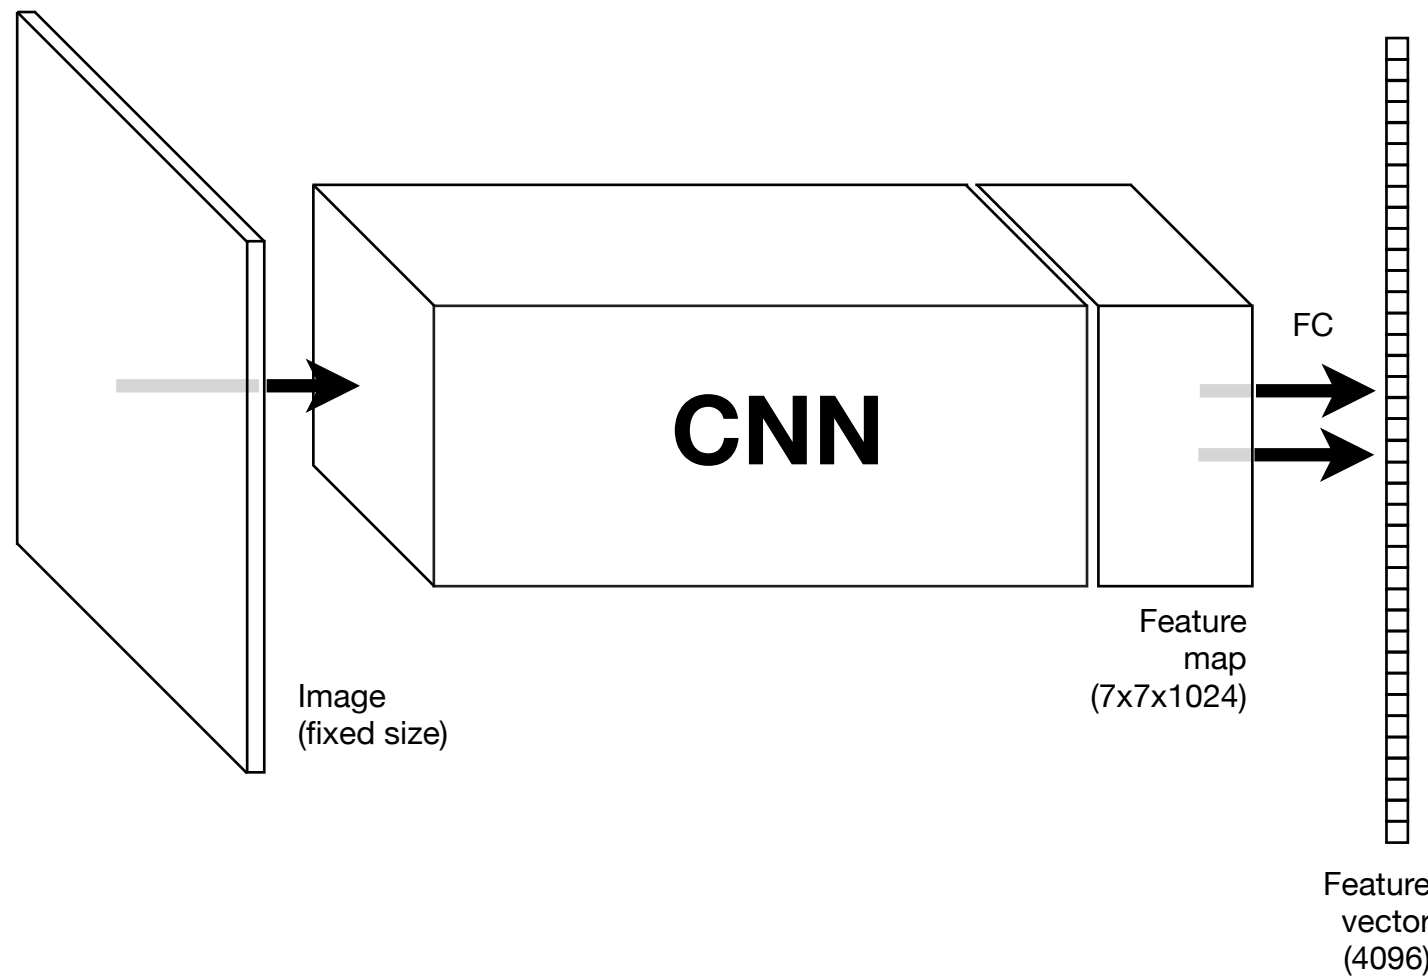 FC
CNN
Feature
map
(7x7x1024)
Image
(fixed size)
Feature
vector
(4096)